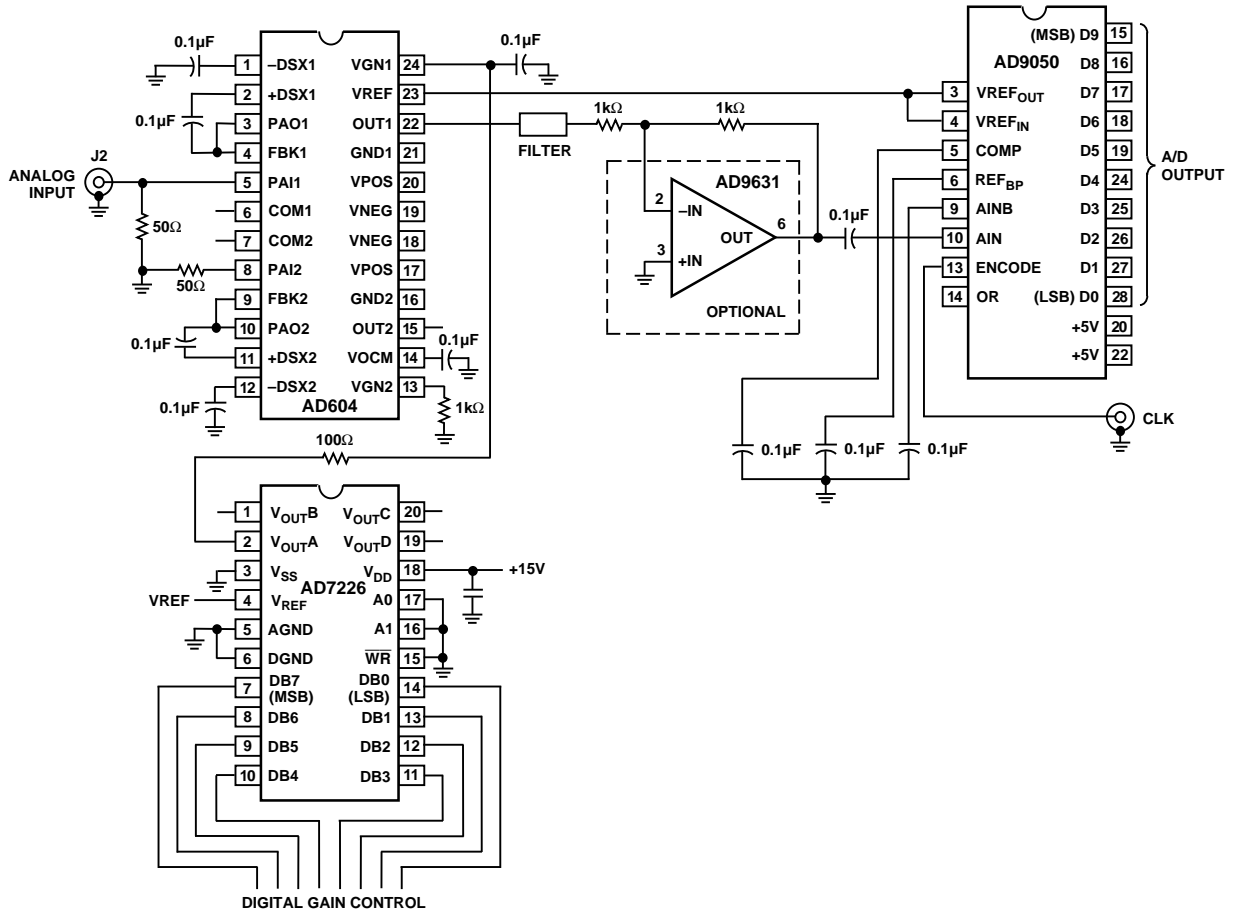 0.1µF
1 –DSX1
VGN1 24
0.1µF
2 +DSX1
VREF 23
0.1µF
3 PAO1
OUT1 22
4 FBK1
GND1 21
J2
ANALOG
INPUT
5 PAI1
VPOS 20
6 COM1
VNEG 19
50Ω
7 COM2
VNEG 18
8 PAI2
VPOS 17
50Ω
9 FBK2
GND2 16
10 PAO2
OUT2 15
0.1µF
11 +DSX2
VOCM 14
0.1µF
12 –DSX2
VGN2 13
0.1µF
AD604
1kΩ
100Ω
FILTER
1kΩ
1kΩ
AD9631
2
–IN
6
OUT
3
+IN
OPTIONAL
0.1µF
(MSB) D9 15
AD9050
D8 16
3 VREFOUT
D7 17
4 VREFIN
D6 18
5 COMP
D5 19
6 REFBP
D4 24
9 AINB
D3 25
10 AIN
D2 26
13 ENCODE
D1 27
14 OR
(LSB) D0 28
+5V 20
+5V 22
A/D
OUTPUT
CLK
0.1µF
0.1µF
0.1µF
1 VOUTB
VOUTC 20
2 VOUTA
VOUTD 19
3 VSS
VDD 18
+15V
AD7226
VREF
4 VREF
A0 17
5 AGND
A1 16
6 DGND
WR 15
7 DB7
(MSB)
DB0 14
(LSB)
8 DB6
DB1 13
9 DB5
DB2 12
10 DB4
DB3 11
DIGITAL GAIN CONTROL